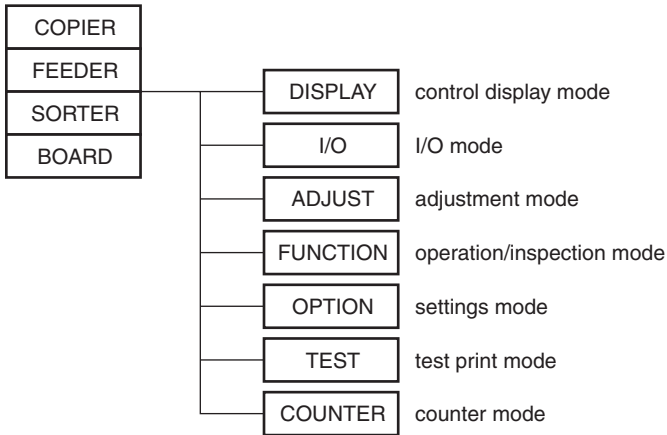 COPIER
FEEDER
SORTER
BOARD
DISPLAY control display mode
I/O I/O mode
ADJUST adjustment mode
FUNCTION operation/inspection mode
OPTION settings mode
TEST test print mode
COUNTER counter mode